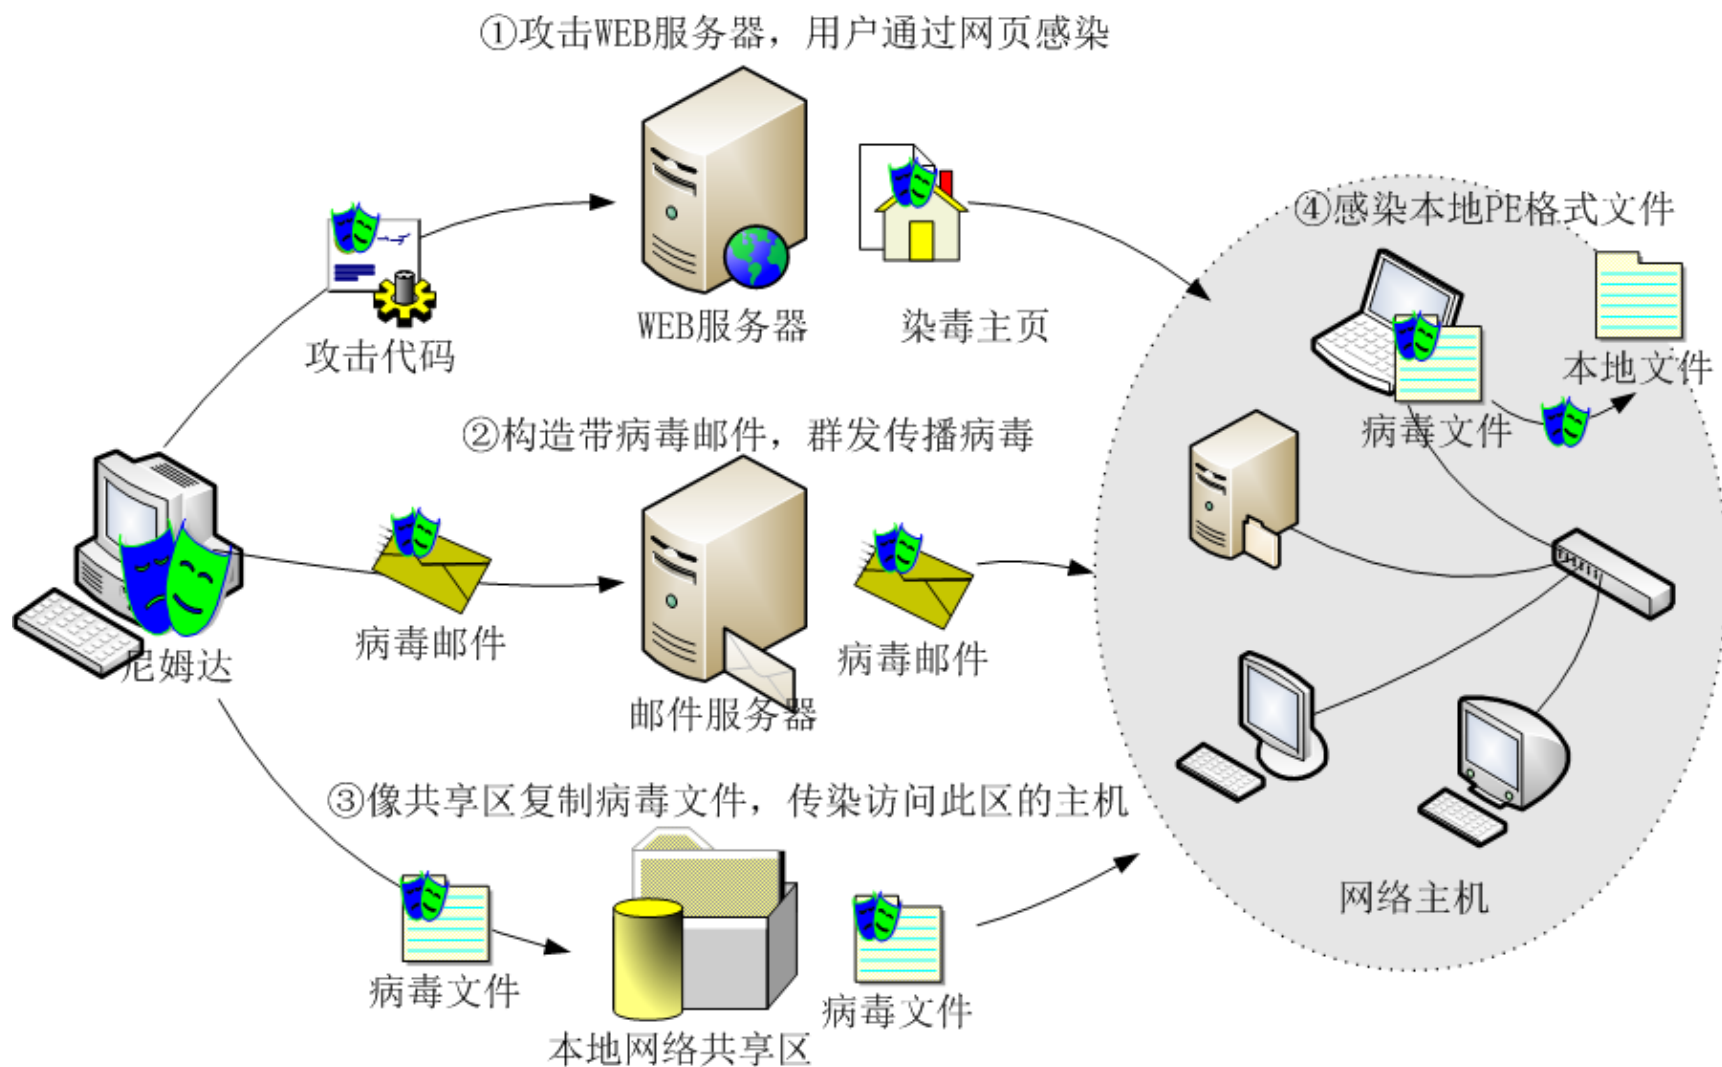 ①攻击WEB服务器，用户通过网页感染
④感染本地PE格式文件
攻击代码
WEB服务器
染毒主页
本地文件
病毒文件
②构造带病毒邮件，群发传播病毒
尼姆达
病毒邮件
邮件服务器
病毒邮件
③像共享区复制病毒文件，传染访问此区的主机
网络主机
病毒文件
本地网络共享区
病毒文件